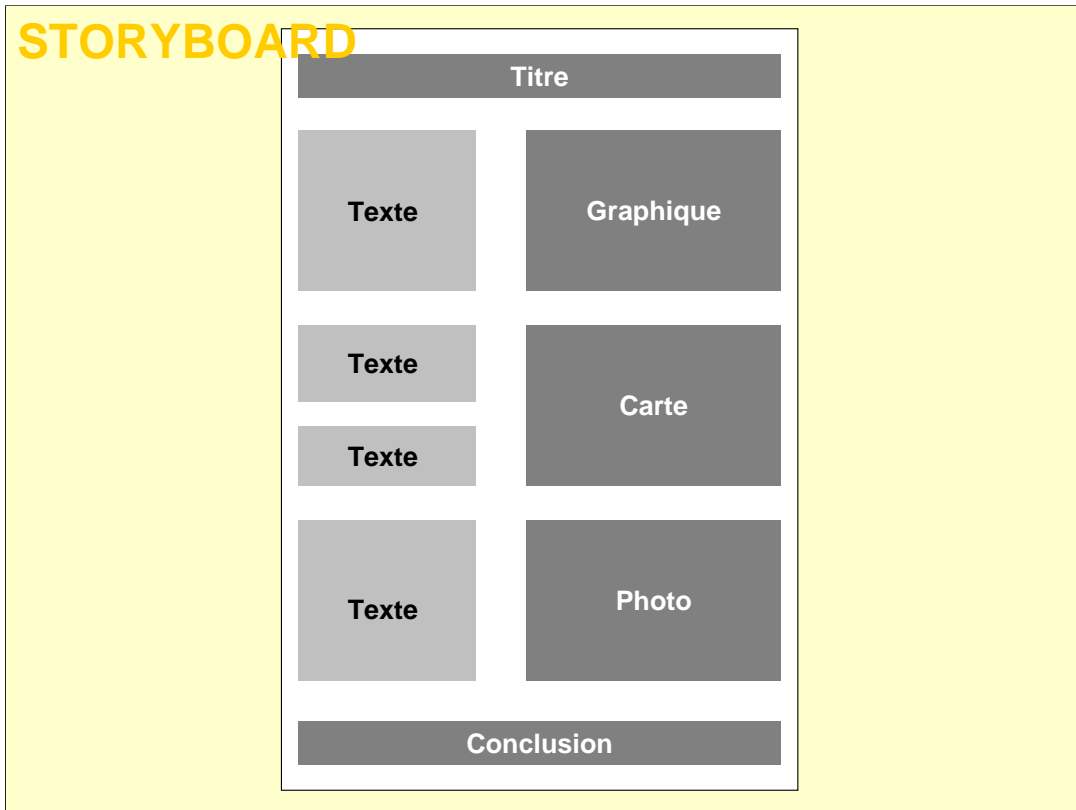 STORYBOARD
Titre
Texte
Graphique
Texte
Carte
Texte
Texte
Photo
Conclusion